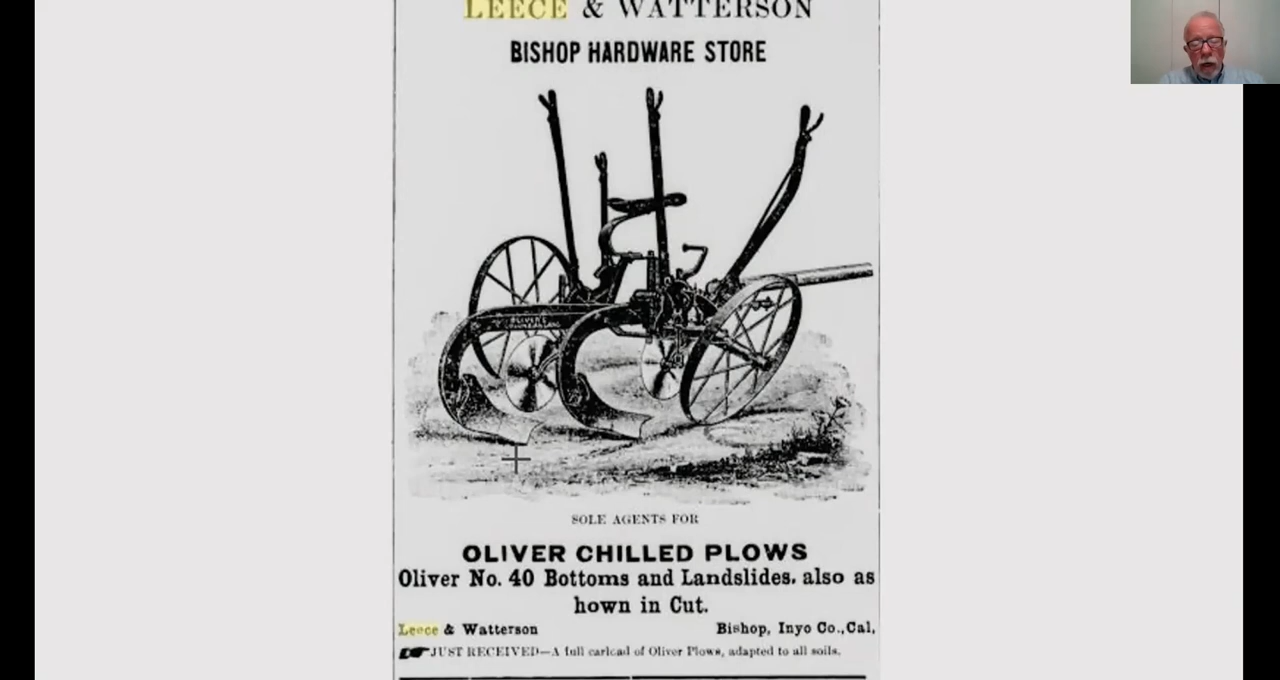 LEECE & WATTERSON
BISHOP HARDWARE STORE
OLIVER'S
SOLE AGENTS FOR
OLIVER CHILLED PLOWS
Oliver No. 40 Bottoms and Landslides. also as
hown in Cut.
Leece & Watterson Bishop, Inyo Co.,Cal,
JUST RECEIVED—A full carlcad of Oliver Plows, adapted to all soils.